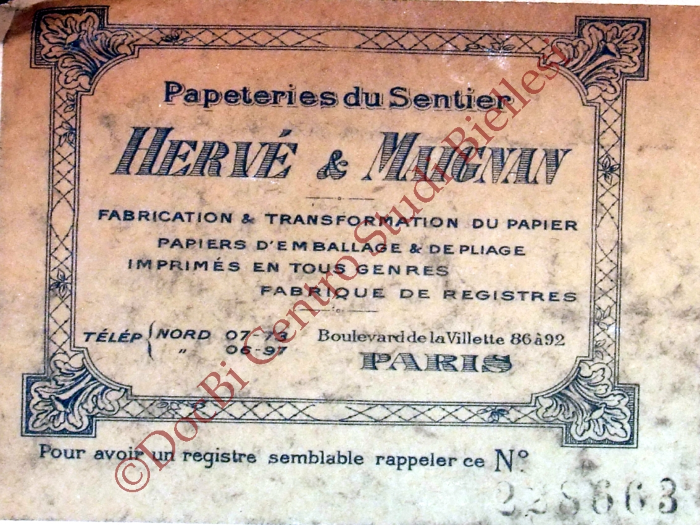 Papeteries du Sentier
HERVÉ & MAIGNAN
FABRICATION & TRANSFORMATION DU PAPIER
PAPIERS D'EMBALLAGE & DE PLIAGE
IMPRIMÉS EN TOUS GENRES
FABRIQUE DE REGISTRES
TÉLÉP { NORD 07-73
" 06-97
Boulevard de la Villette 86 à 92
PARIS
Pour avoir un registre semblable rappeler ce N°
228663
©DocBi Centro Studi Biellesi